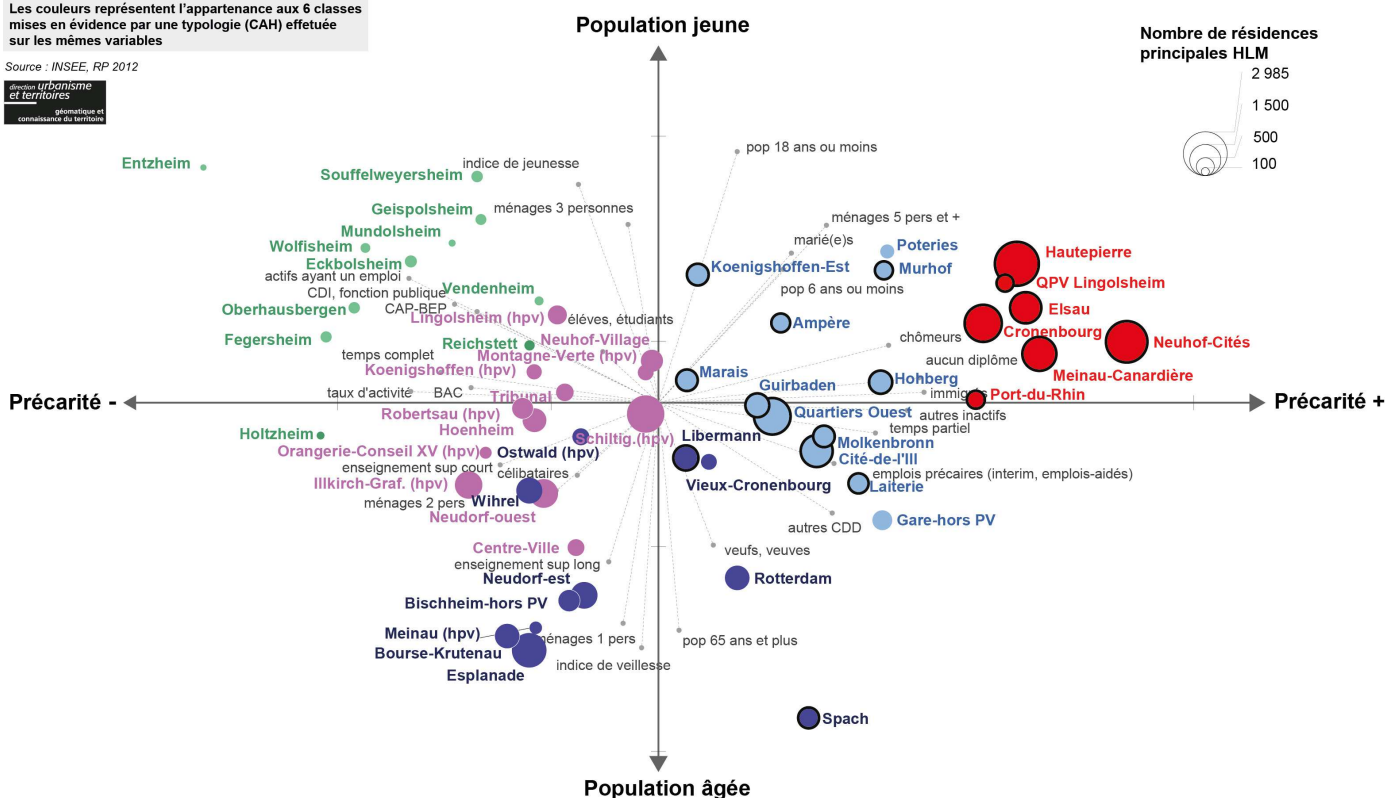 Les couleurs représentent l'appartenance aux 6 classes
mises en évidence par une typologie (CAH) effetuée
sur les mêmes variables
Source : INSEE, RP 2012
direction urbanisme
et territoires
géomatique et
connaissance du territoire
Population jeune
Nombre de résidences
principales HLM
2 985
1 500
500
100
pop 18 ans ou moins
Entzheim
indice de jeunesse
Souffelweyersheim
Geispolsheim
ménages 3 personnes
ménages 5 pers et +
Mundolsheim
marié(e)s
Wolfisheim
Poteries
Hautepierre
Eckbolsheim
Koenigshoffen-Est
Murhof
actifs ayant un emploi
QPV Lingolsheim
CDI, fonction publique
Vendenheim
pop 6 ans ou moins
CAP-BEP
Oberhausbergen
Elsau
Lingolsheim (hpv)
éléves, étudiants
Ampère
Cronenbourg
Fegersheim
Reichstett
Neuhof-Village
chômeurs
Neuhof-Cités
temps complet
Montagne-Verte (hpv)
aucun diplôme
Koenigshoffen (hpv)
Marais
Meinau-Canardière
Hohberg
Guirbaden
taux d'activité
BAC
immigrés
Port-du-Rhin
Tribunal
Précarité -
Précarité +
Robertsau (hpv)
Quartiers Ouest
autres inactifs
Hoenheim
temps partiel
Holtzheim
Schiltig.(hpv)
Libermann
Molkenbronn
Orangerie-Conseil XV (hpv)
Ostwald (hpv)
Cité-de-l'Ill
enseignement sup court
célibataires
emplois précaires (interim, emplois-aidés)
Illkirch-Graf. (hpv)
Vieux-Cronenbourg
Laiterie
ménages 2 pers
Wihrel
Neudorf-ouest
Gare-hors PV
autres CDD
Centre-Ville
veufs, veuves
enseignement sup long
Neudorf-est
Rotterdam
Bischheim-hors PV
Meinau (hpv)
ménages 1 pers
pop 65 ans et plus
Bourse-Krutenau
indice de veillesse
Esplanade
Spach
Population âgée